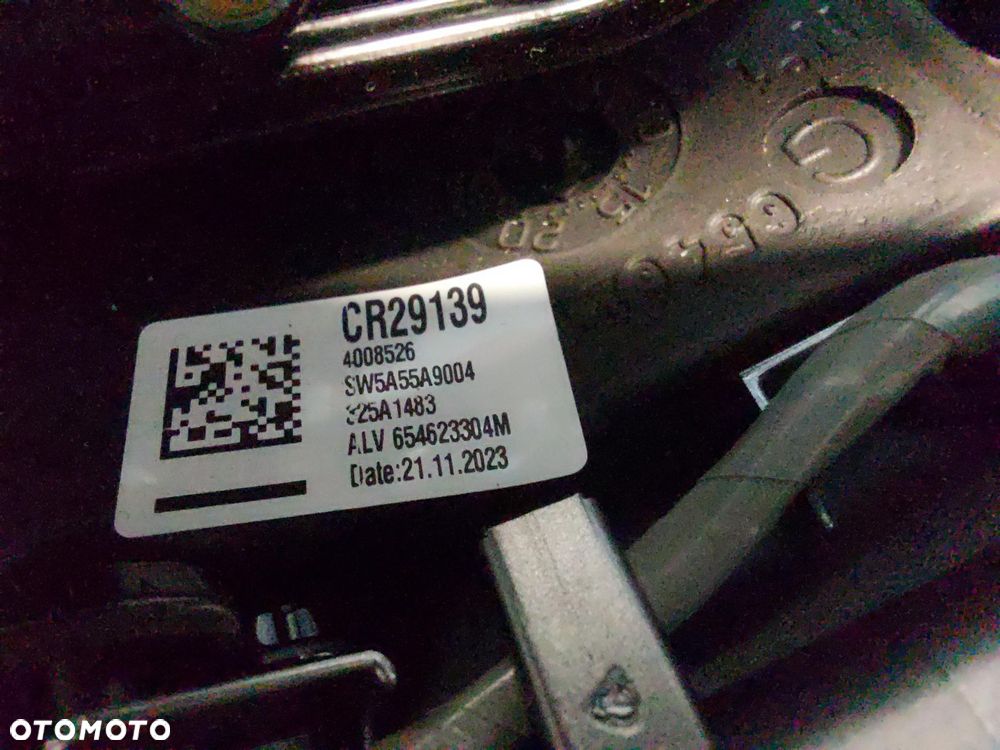 CR29139
4008526
SW5A55A9004
325A1483
ALV 654623304M
Date:21.11.2023
G
OTOMOTO